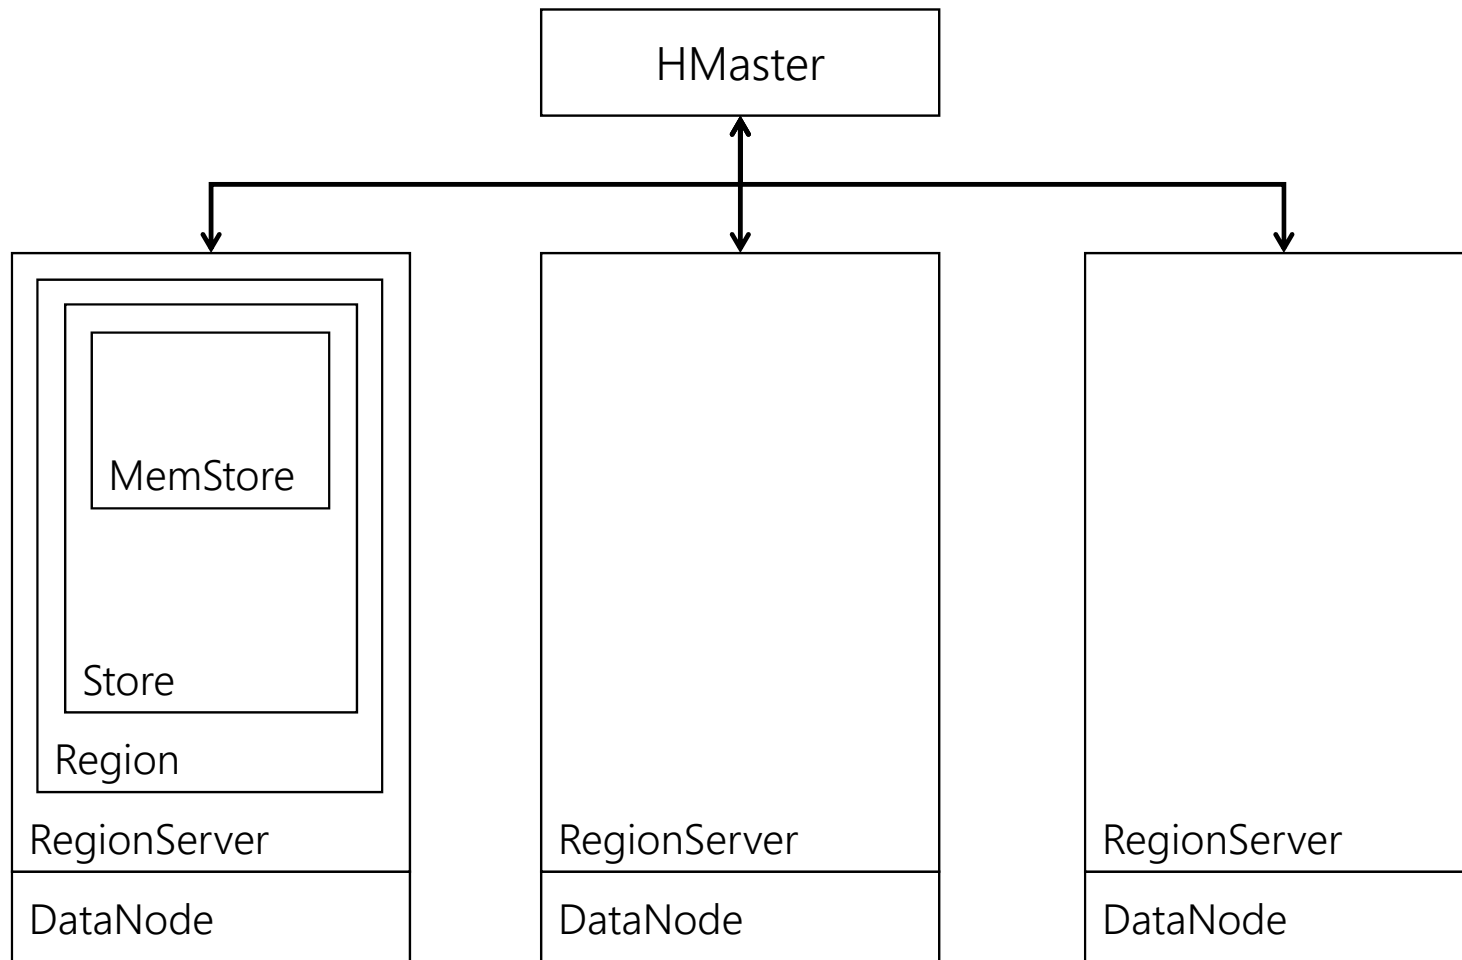 HMaster
MemStore
Store
Region
RegionServer
RegionServer
RegionServer
DataNode
DataNode
DataNode